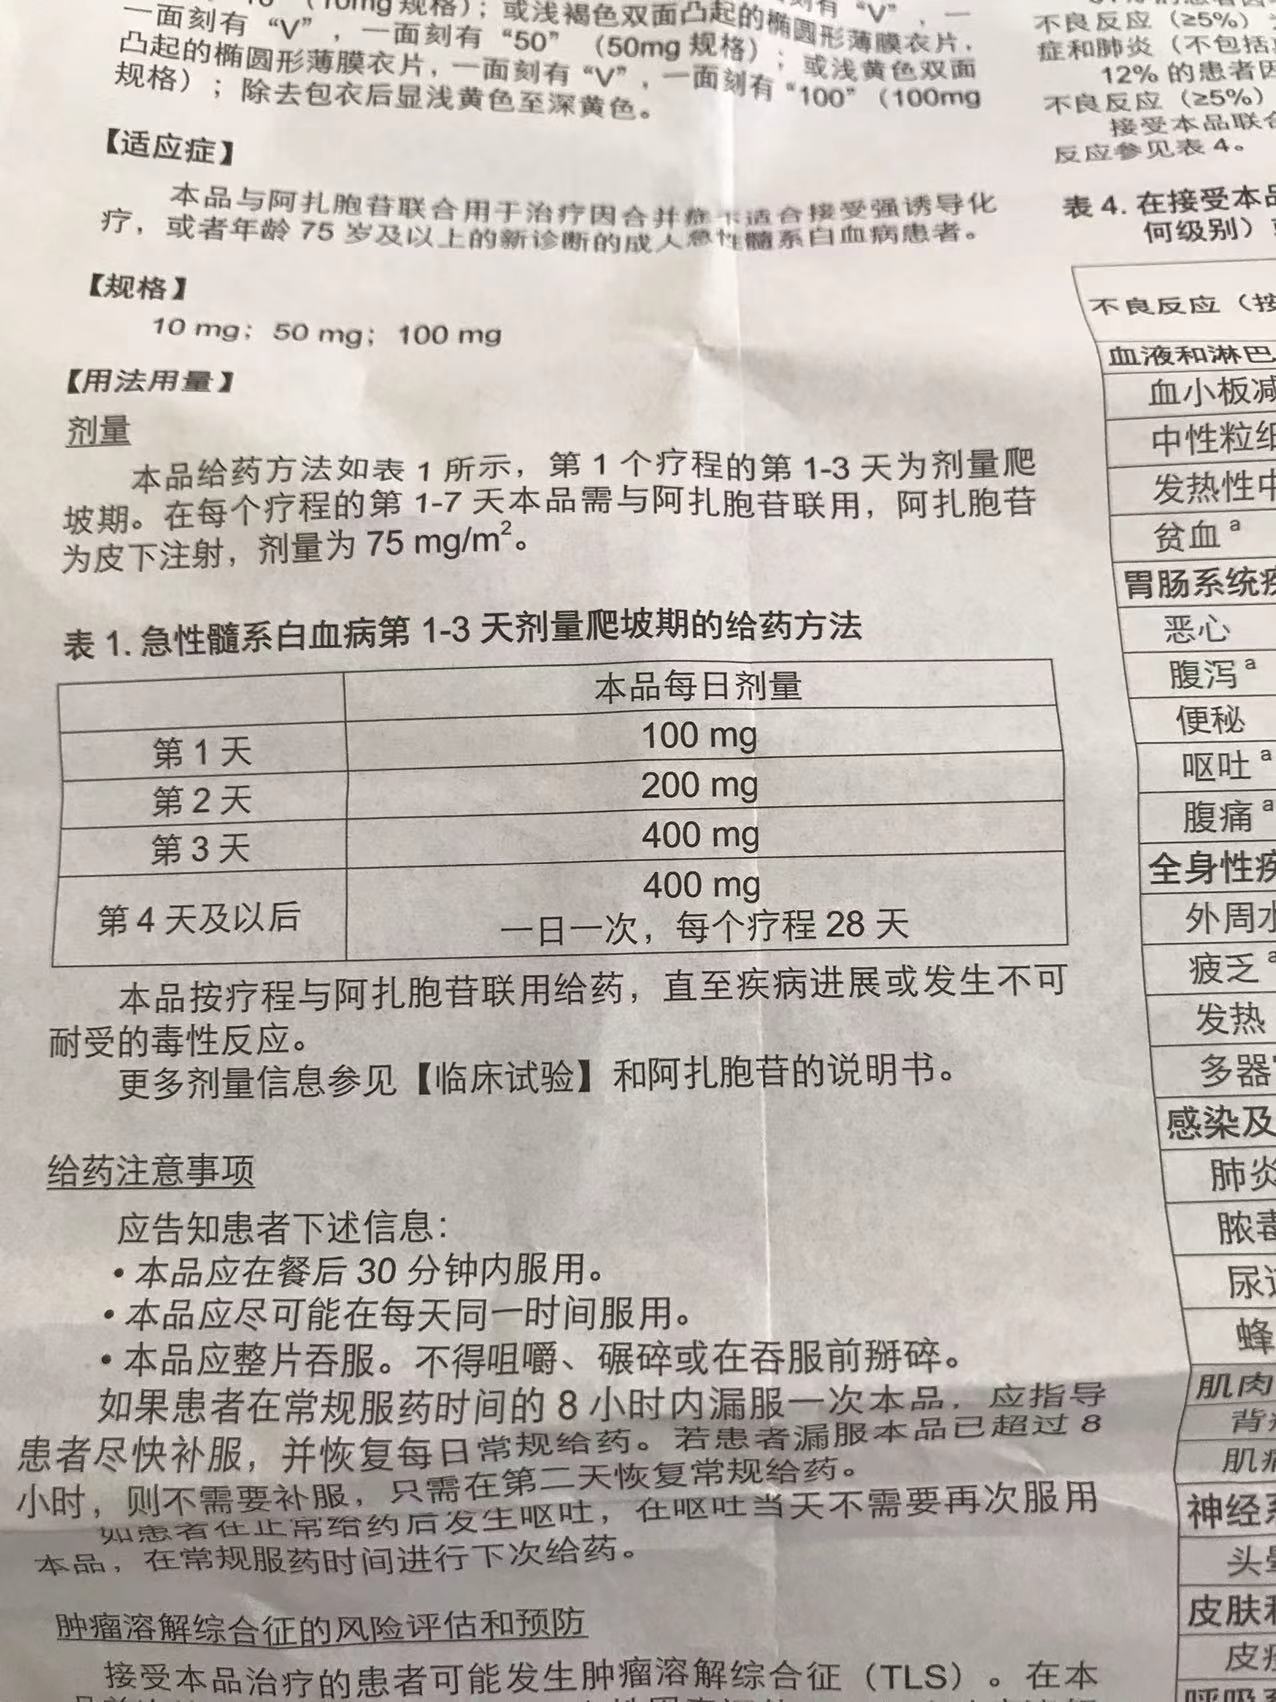 （10mg 规格）；或浅褐色双面凸起的椭圆形薄膜衣片，
一面刻有“V”，一面刻有“50”（50mg 规格）；或浅黄色双面
凸起的椭圆形薄膜衣片，一面刻有“V”，一面刻有“100”（100mg
规格）；除去包衣后显浅黄色至深黄色。
【适应症】
本品与阿扎胞苷联合用于治疗因合并症不适合接受强诱导化
疗，或者年龄 75 岁及以上的新诊断的成人急性髓系白血病患者。
【规格】
10 mg；50 mg；100 mg
【用法用量】
剂量
本品给药方法如表 1 所示，第 1 个疗程的第 1-3 天为剂量爬
坡期。在每个疗程的第 1-7 天本品需与阿扎胞苷联用，阿扎胞苷
为皮下注射，剂量为 75 mg/m²。
表 1. 急性髓系白血病第 1-3 天剂量爬坡期的给药方法
本品每日剂量
第 1 天 100 mg
第 2 天 200 mg
第 3 天 400 mg
第 4 天及以后 400 mg
一日一次，每个疗程 28 天
本品按疗程与阿扎胞苷联用给药，直至疾病进展或发生不可
耐受的毒性反应。
更多剂量信息参见【临床试验】和阿扎胞苷的说明书。
给药注意事项
应告知患者下述信息：
• 本品应在餐后 30 分钟内服用。
• 本品应尽可能在每天同一时间服用。
• 本品应整片吞服。不得咀嚼、碾碎或在吞服前掰碎。
如果患者在常规服药时间的 8 小时内漏服一次本品，应指导
患者尽快补服，并恢复每日常规给药。若患者漏服本品已超过 8
小时，则不需要补服，只需在第二天恢复常规给药。
如患者在正常给药后发生呕吐，在呕吐当天不需要再次服用
本品，在常规服药时间进行下次给药。
肿瘤溶解综合征的风险评估和预防
接受本品治疗的患者可能发生肿瘤溶解综合征（TLS）。在本
不良反应（≥5%）
症和肺炎（不包括
12% 的患者因
不良反应（≥5%）
接受本品联合
反应参见表 4。
表 4. 在接受本品
何级别）
不良反应（按
血液和淋巴
血小板减
中性粒细
发热性中
贫血 a
胃肠系统疾
恶心
腹泻 a
便秘
呕吐 a
腹痛 a
全身性疾
外周水
疲乏 a
发热
多器官
感染及
肺炎
脓毒
尿
蜂
肌肉
背
肌
神经系
头晕
皮肤和
皮疹
呼吸系